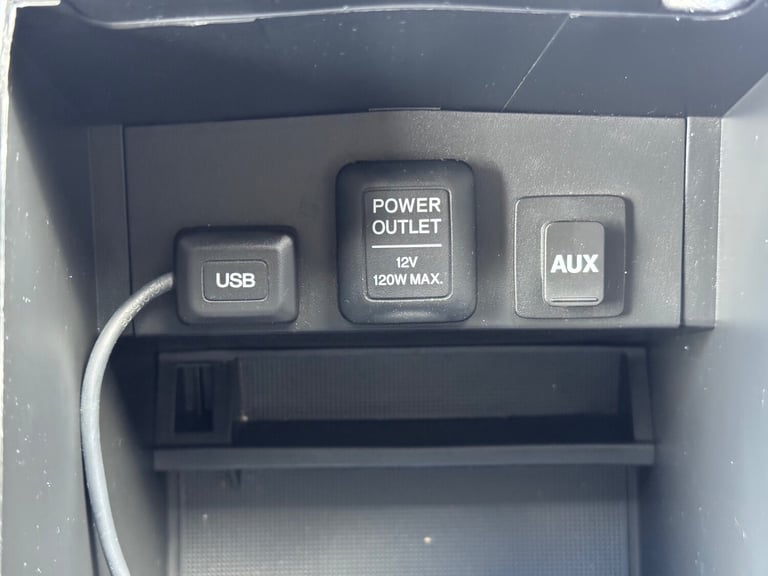 USB
POWER
OUTLET
12V
120W MAX.
AUX